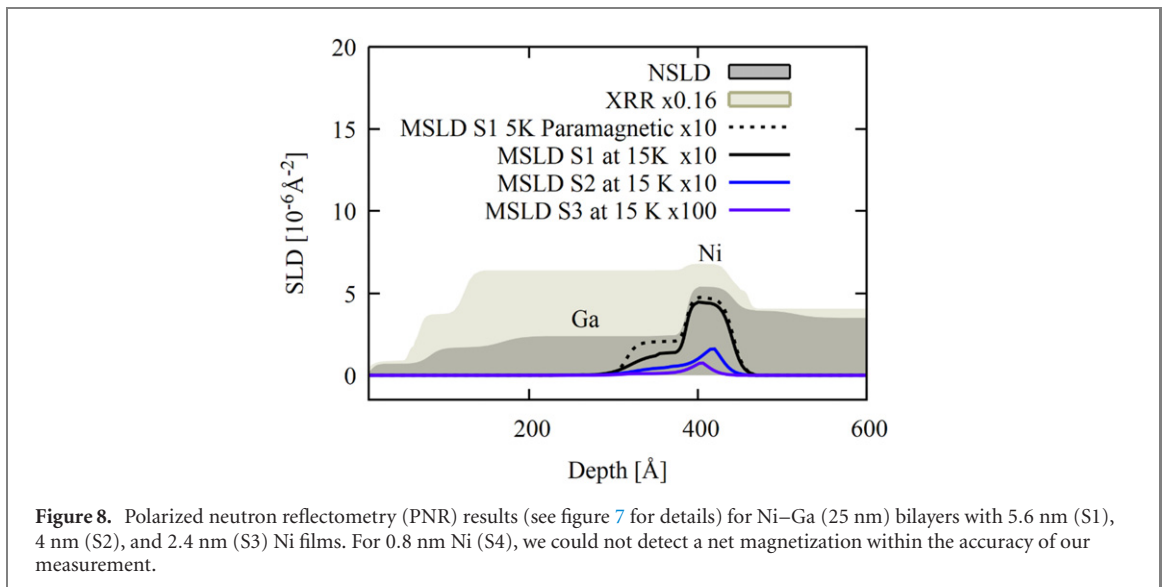 20
15
10
5
0
SLD [10⁻⁶Å⁻²]
NSLD
XRR x0.16
MSLD S1 5K Paramagnetic x10
MSLD S1 at 15K x10
MSLD S2 at 15 K x10
MSLD S3 at 15 K x100
Ni
Ga
200
400
600
Depth [Å]
Figure 8. Polarized neutron reflectometry (PNR) results (see figure 7 for details) for Ni–Ga (25 nm) bilayers with 5.6 nm (S1),
4 nm (S2), and 2.4 nm (S3) Ni films. For 0.8 nm Ni (S4), we could not detect a net magnetization within the accuracy of our
measurement.